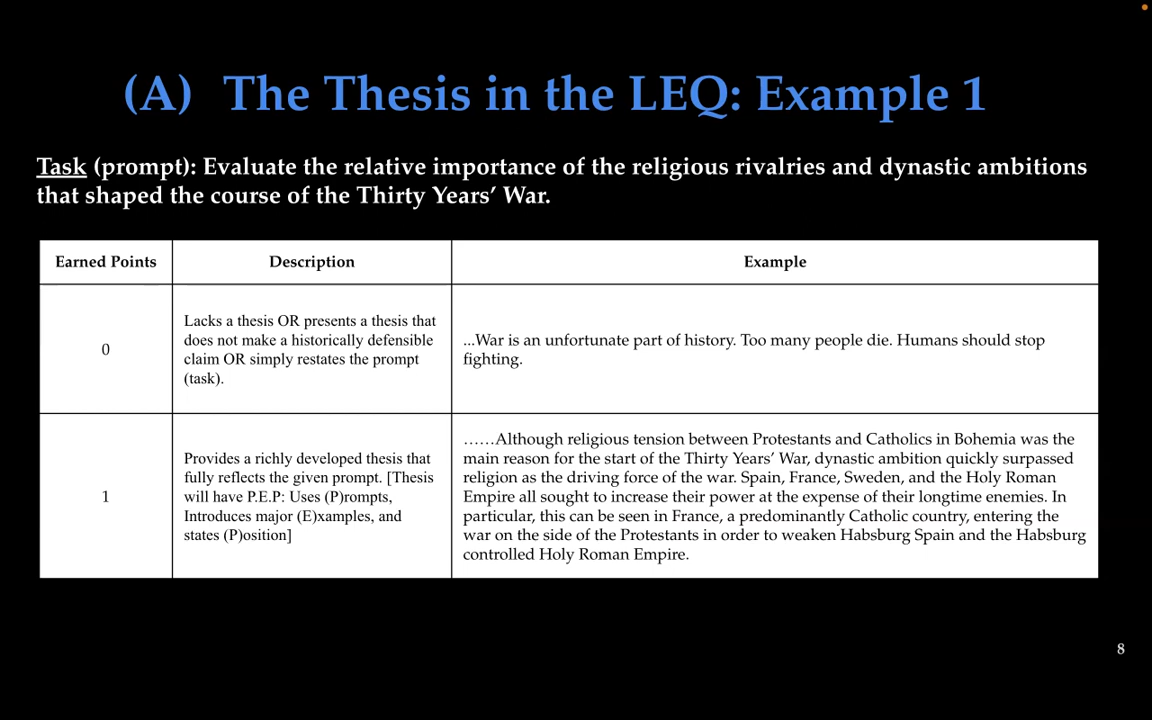 (A) The Thesis in the LEQ: Example 1
Task (prompt): Evaluate the relative importance of the religious rivalries and dynastic ambitions
that shaped the course of the Thirty Years’ War.
Earned Points
Description
Example
0
Lacks a thesis OR presents a thesis that
does not make a historically defensible
claim OR simply restates the prompt
(task).
...War is an unfortunate part of history. Too many people die. Humans should stop
fighting.
1
Provides a richly developed thesis that
fully reflects the given prompt. [Thesis
will have P.E.P: Uses (P)rompts,
Introduces major (E)xamples, and
states (P)osition]
……Although religious tension between Protestants and Catholics in Bohemia was the
main reason for the start of the Thirty Years’ War, dynastic ambition quickly surpassed
religion as the driving force of the war. Spain, France, Sweden, and the Holy Roman
Empire all sought to increase their power at the expense of their longtime enemies. In
particular, this can be seen in France, a predominantly Catholic country, entering the
war on the side of the Protestants in order to weaken Habsburg Spain and the Habsburg
controlled Holy Roman Empire.
8